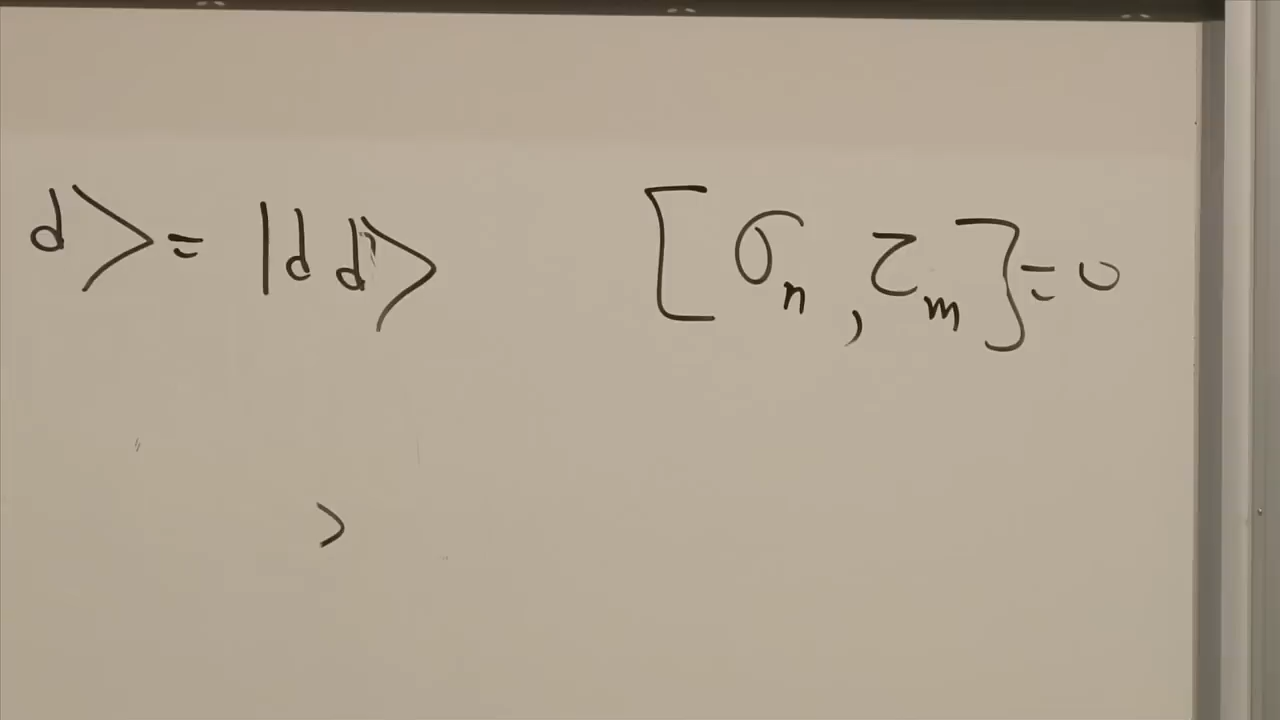 d⟩ = |d d⟩ [σₙ, τₘ] = 0
>